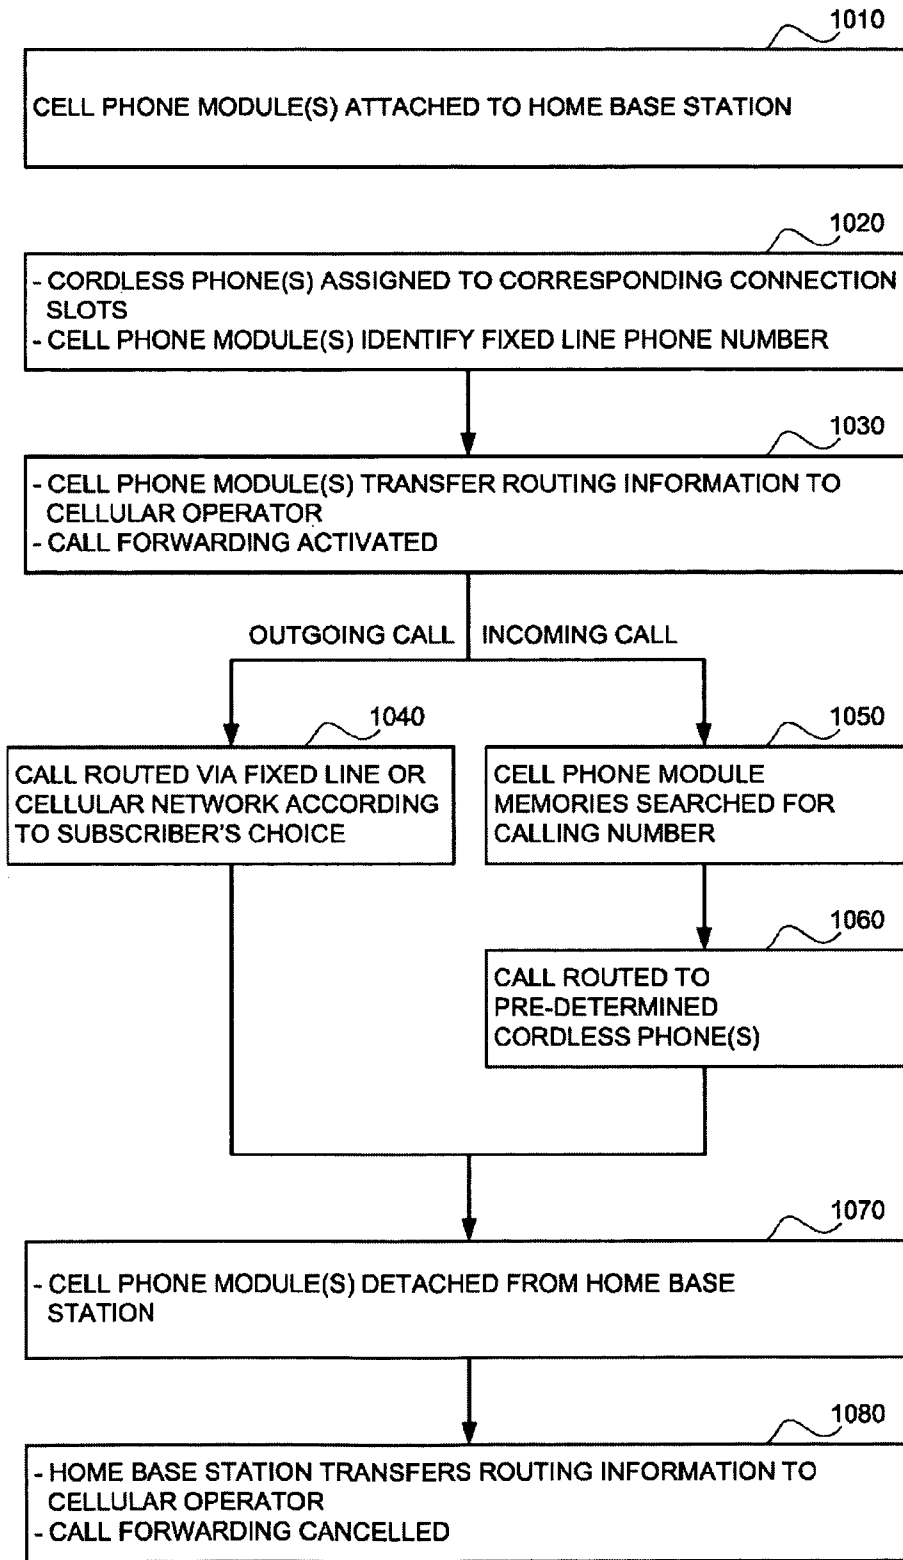 1010
CELL PHONE MODULE(S) ATTACHED TO HOME BASE STATION
1020
- CORDLESS PHONE(S) ASSIGNED TO CORRESPONDING CONNECTION
SLOTS
- CELL PHONE MODULE(S) IDENTIFY FIXED LINE PHONE NUMBER
1030
- CELL PHONE MODULE(S) TRANSFER ROUTING INFORMATION TO
CELLULAR OPERATOR
- CALL FORWARDING ACTIVATED
OUTGOING CALL
INCOMING CALL
1040
CALL ROUTED VIA FIXED LINE OR
CELLULAR NETWORK ACCORDING
TO SUBSCRIBER'S CHOICE
1050
CELL PHONE MODULE
MEMORIES SEARCHED FOR
CALLING NUMBER
1060
CALL ROUTED TO
PRE-DETERMINED
CORDLESS PHONE(S)
1070
- CELL PHONE MODULE(S) DETACHED FROM HOME BASE
STATION
1080
- HOME BASE STATION TRANSFERS ROUTING INFORMATION TO
CELLULAR OPERATOR
- CALL FORWARDING CANCELLED